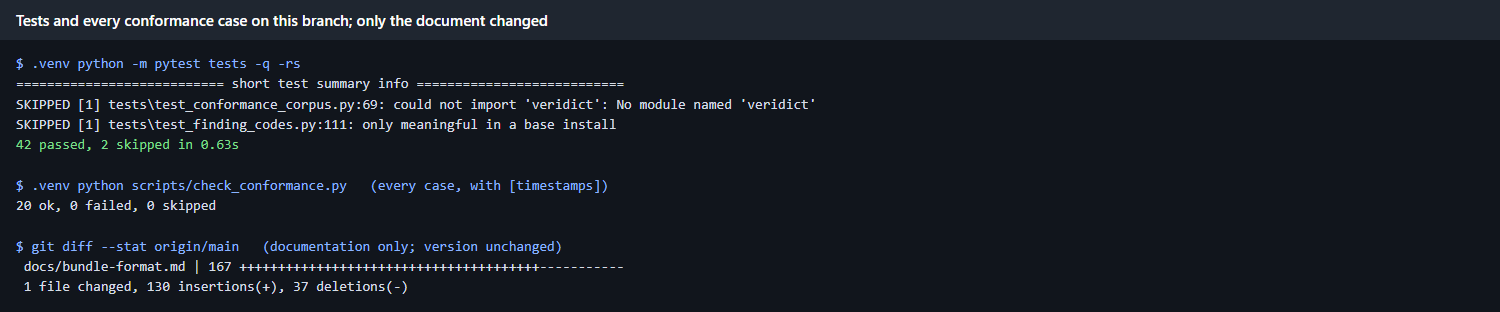 Tests and every conformance case on this branch; only the document changed
$ .venv python -m pytest tests -q -rs
=========================== short test summary info ===========================
SKIPPED [1] tests\test_conformance_corpus.py:69: could not import 'veridict': No module named 'veridict'
SKIPPED [1] tests\test_finding_codes.py:111: only meaningful in a base install
42 passed, 2 skipped in 0.63s
$ .venv python scripts/check_conformance.py   (every case, with [timestamps])
20 ok, 0 failed, 0 skipped
$ git diff --stat origin/main   (documentation only; version unchanged)
 docs/bundle-format.md | 167 +++++++++++++++++++++++++++++++++++++++++-----------
 1 file changed, 130 insertions(+), 37 deletions(-)